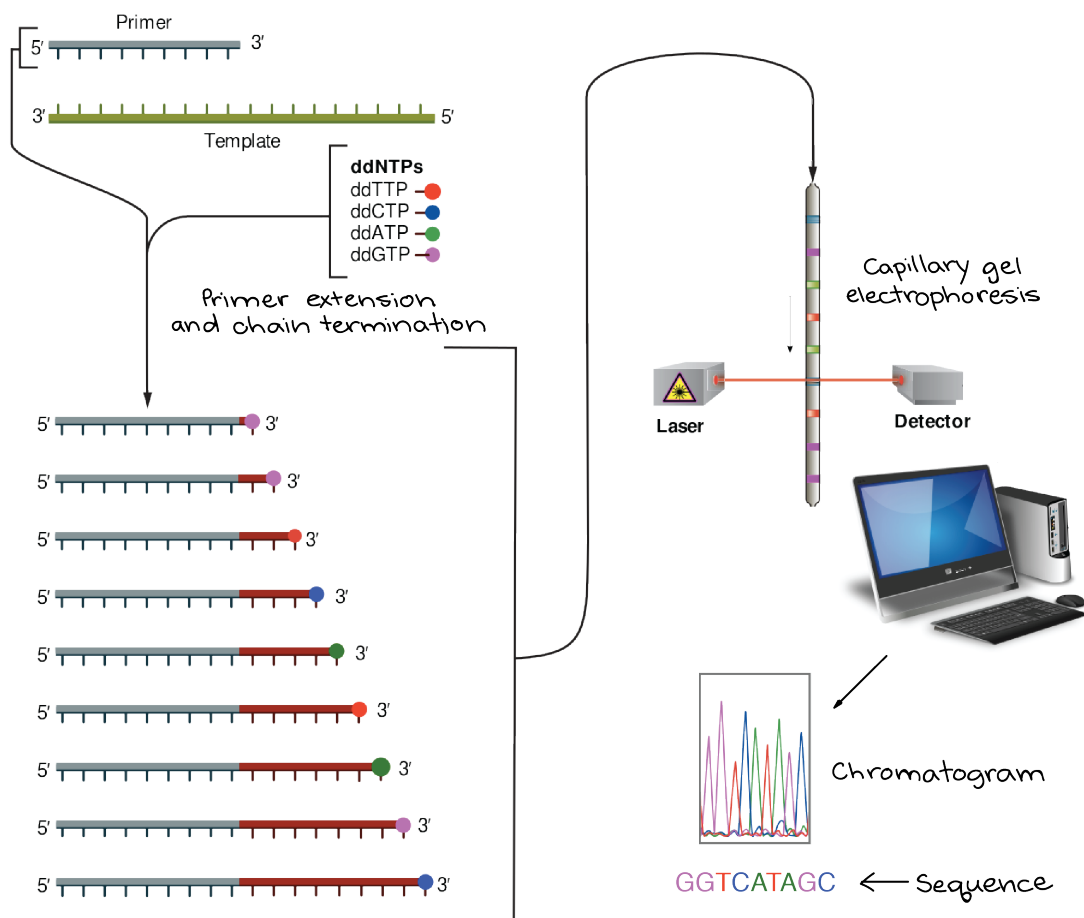 Primer
5′ 3′
3′ 5′
Template
ddNTPs
ddTTP
ddCTP
ddATP
ddGTP
Primer extension
and chain termination
5′ 3′
5′ 3′
5′ 3′
5′ 3′
5′ 3′
5′ 3′
5′ 3′
5′ 3′
5′ 3′
Capillary gel
electrophoresis
Laser
Detector
Chromatogram
GGTCATAGC
Sequence